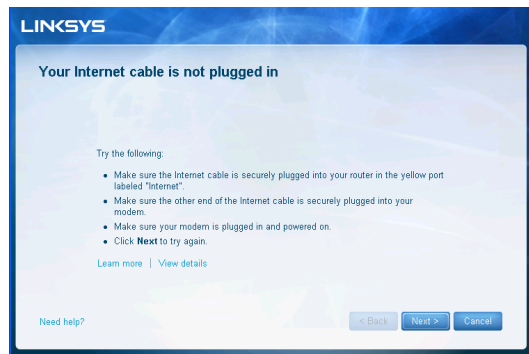 LINKSYS
Your Internet cable is not plugged in
Try the following:
• Make sure the Internet cable is securely plugged into your router in the yellow port
labeled "Internet".
• Make sure the other end of the Internet cable is securely plugged into your
modem.
• Make sure your modem is plugged in and powered on.
• Click Next to try again.
Learn more | View details
Need help? < Back Next > Cancel